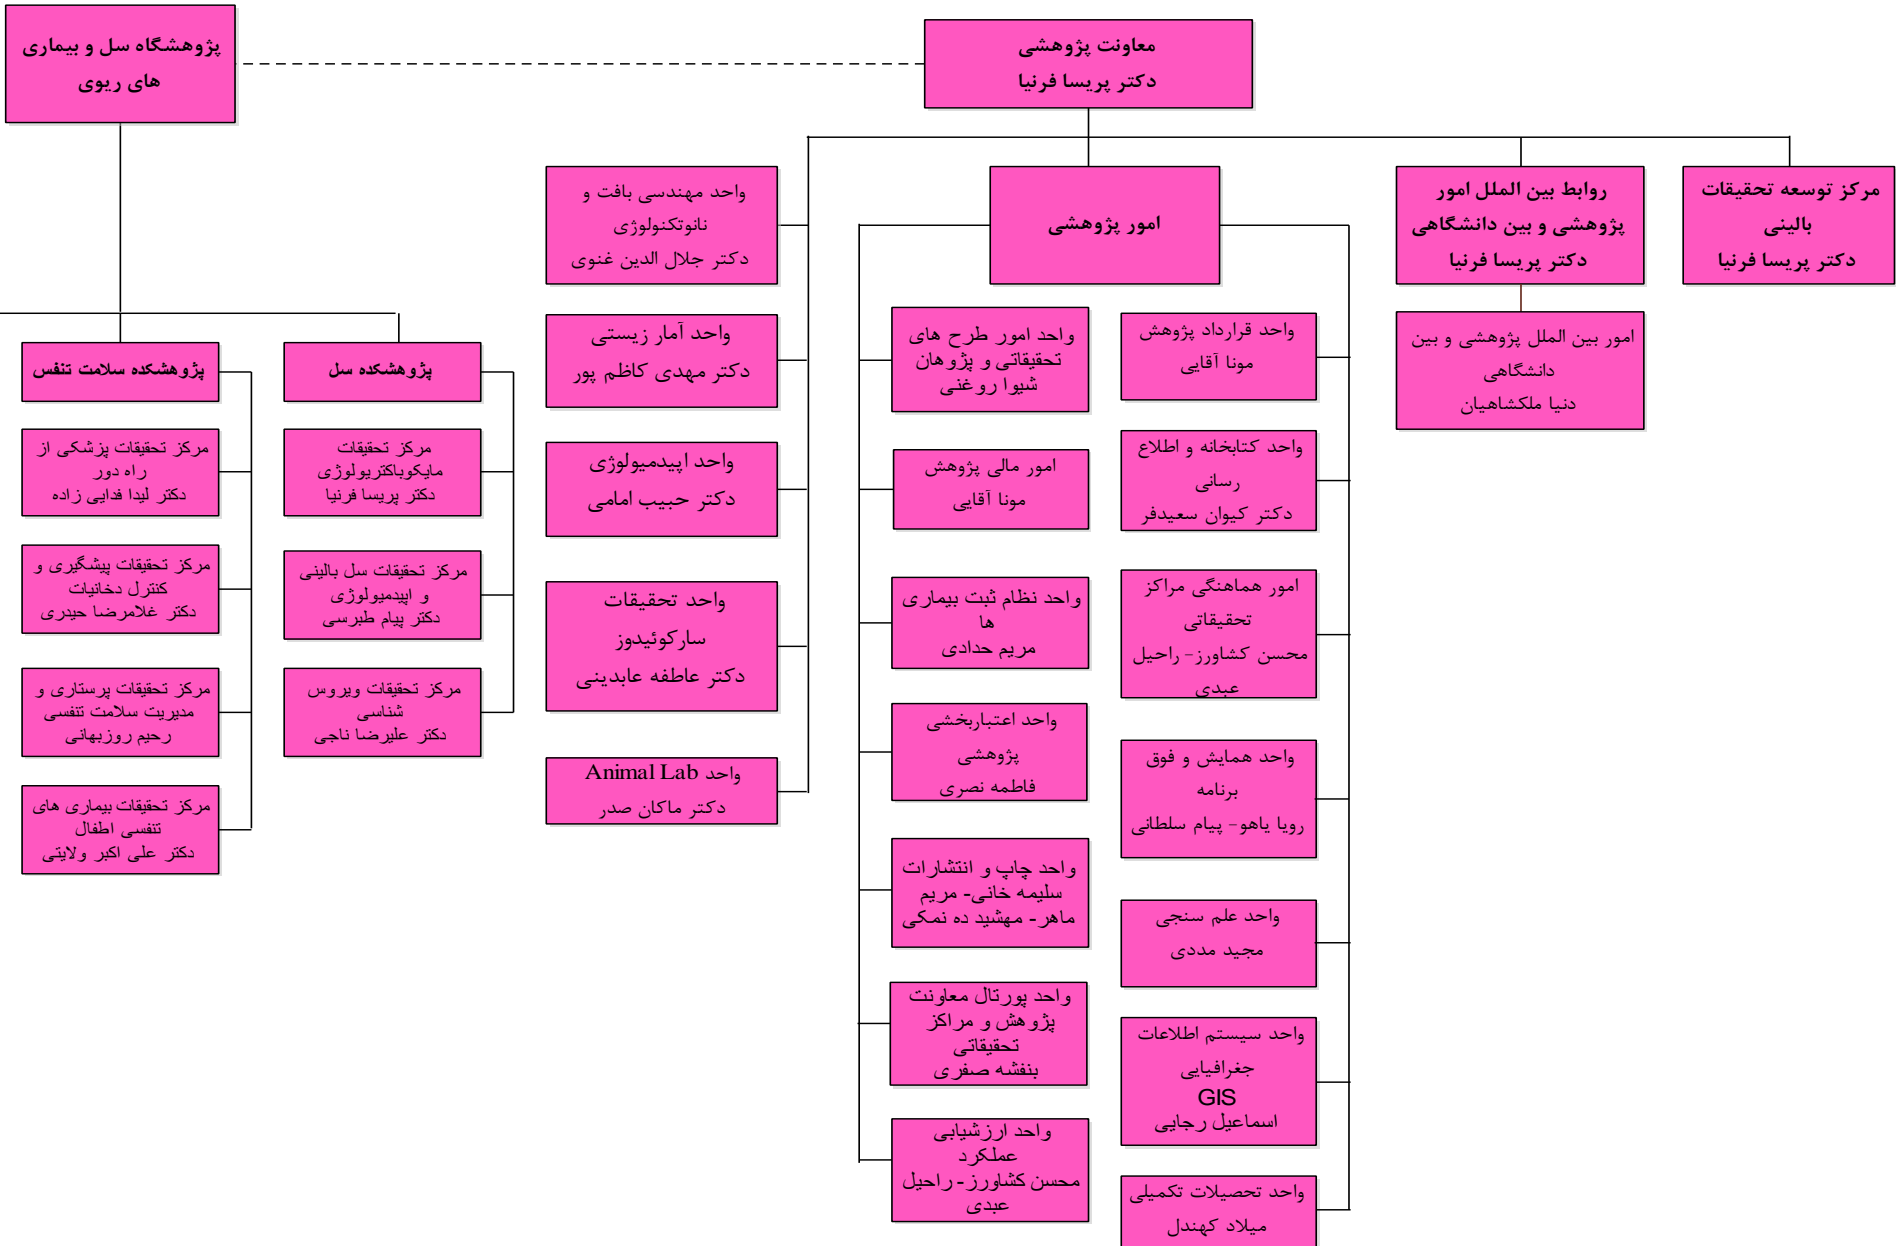 معاونت پژوهشی
دکتر پریسا فرنیا
پژوهشگاه سل و بیماری
های ریوی
مرکز توسعه تحقیقات
بالینی
دکتر پریسا فرنیا
روابط بین الملل امور
پژوهشی و بین دانشگاهی
دکتر پریسا فرنیا
امور بین الملل پژوهشی و بین
دانشگاهی
دنیا ملکشاهیان
امور پژوهشی
واحد قرارداد پژوهش
مونا آقایی
واحد کتابخانه و اطلاع
رسانی
دکتر کیوان سعیدفر
امور هماهنگی مراکز
تحقیقاتی
محسن کشاورز- راحیل
عبدی
واحد همایش و فوق
برنامه
رویا یاهو- پیام سلطانی
واحد علم سنجی
مجید مددی
واحد سیستم اطلاعات
جغرافیایی
GIS
اسماعیل رجایی
واحد تحصیلات تکمیلی
میلاد کهندل
واحد امور طرح های
تحقیقاتی و پژوهان
شیوا روغنی
امور مالی پژوهش
مونا آقایی
واحد نظام ثبت بیماری
ها
مریم حدادی
واحد اعتباربخشی
پژوهشی
فاطمه نصری
واحد چاپ و انتشارات
سلیمه خانی- مریم
ماهر- مهشید ده نمکی
واحد پورتال معاونت
پژوهش و مراکز
تحقیقاتی
بنفشه صفری
واحد ارزشیابی
عملکرد
محسن کشاورز- راحیل
عبدی
واحد مهندسی بافت و
نانوتکنولوژی
دکتر جلال الدین غنوی
واحد آمار زیستی
دکتر مهدی کاظم پور
واحد اپیدمیولوژی
دکتر حبیب امامی
واحد تحقیقات
سارکوئیدوز
دکتر عاطفه عابدینی
واحد Animal Lab
دکتر ماکان صدر
پژوهشکده سل
مرکز تحقیقات
مایکوباکتریولوژی
دکتر پریسا فرنیا
مرکز تحقیقات سل بالینی
و اپیدمیولوژی
دکتر پیام طبرسی
مرکز تحقیقات ویروس
شناسی
دکتر علیرضا ناجی
پژوهشکده سلامت تنفس
مرکز تحقیقات پزشکی از
راه دور
دکتر لیدا فدایی زاده
مرکز تحقیقات پیشگیری و
کنترل دخانیات
دکتر غلامرضا حیدری
مرکز تحقیقات پرستاری و
مدیریت سلامت تنفسی
رحیم روزبهانی
مرکز تحقیقات بیماری های
تنفسی اطفال
دکتر علی اکبر ولایتی